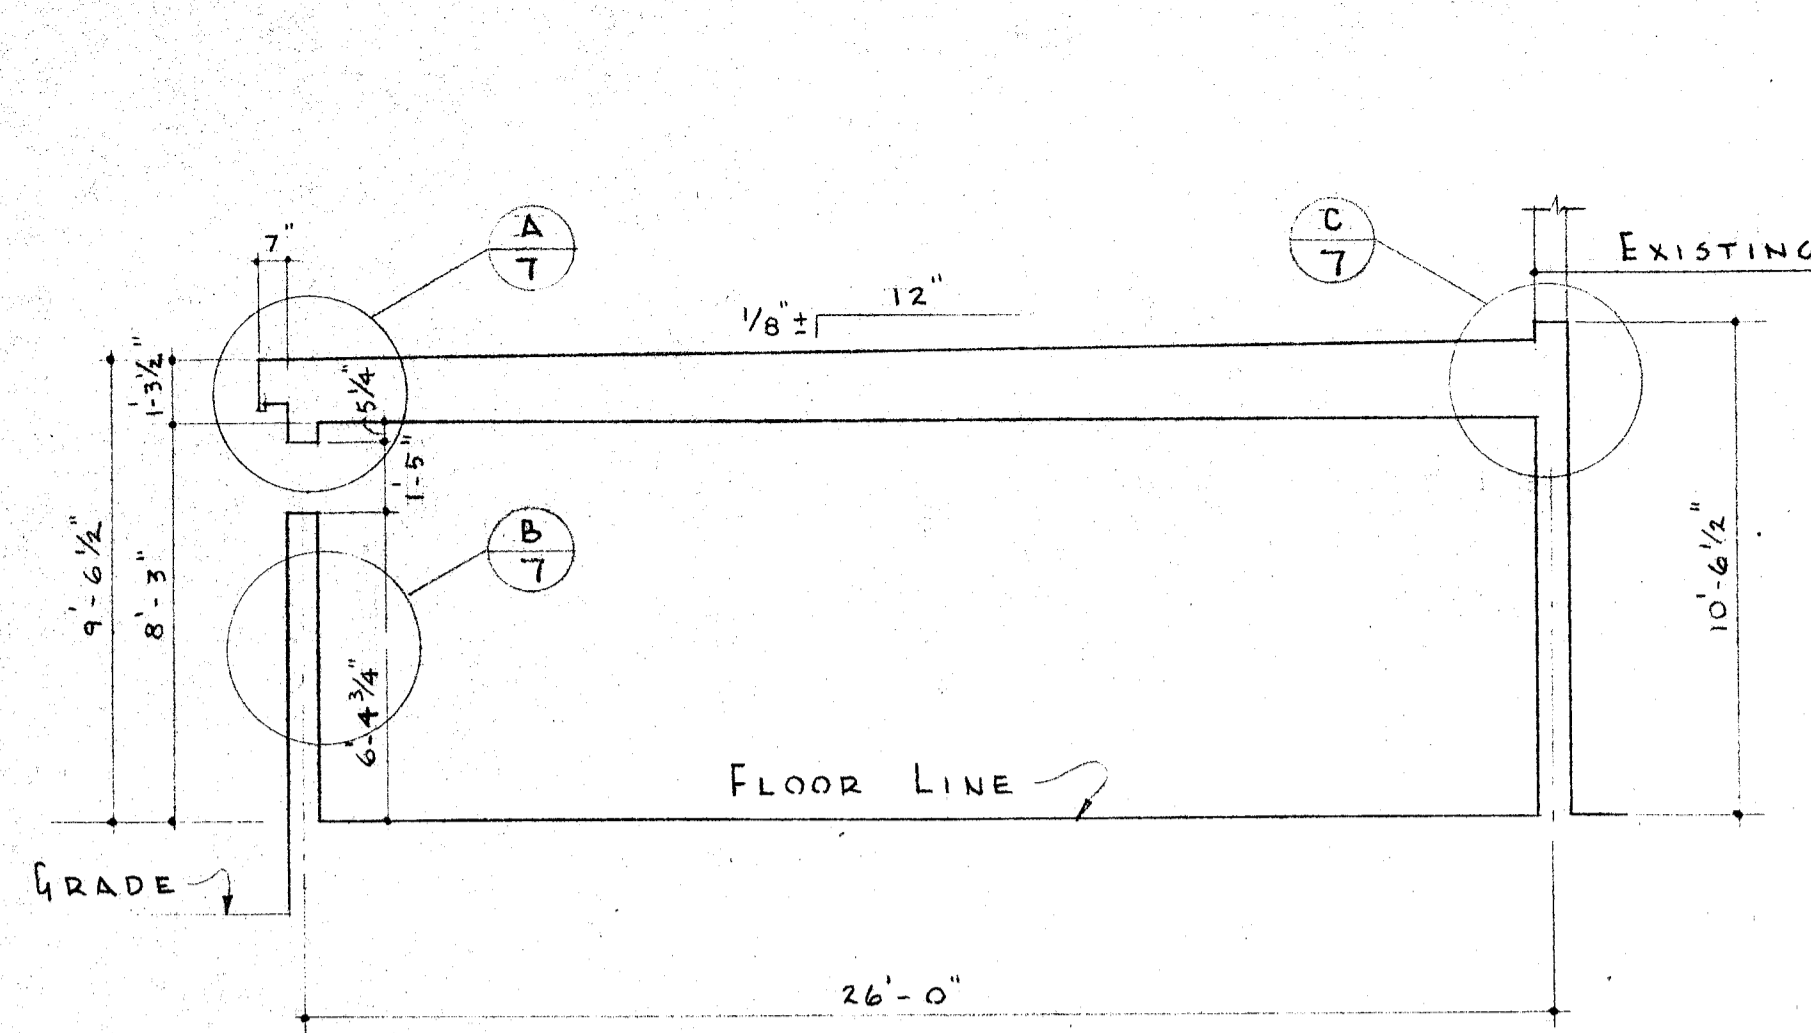 A
7
C
7
7"
EXISTING
12"
1/8" ±
1'-3 1/2"
5 1/4"
1'-5"
B
7
9'-6 1/2"
8'-3"
10'-6 1/2"
6'-4 3/4"
FLOOR LINE
GRADE
26'-0"